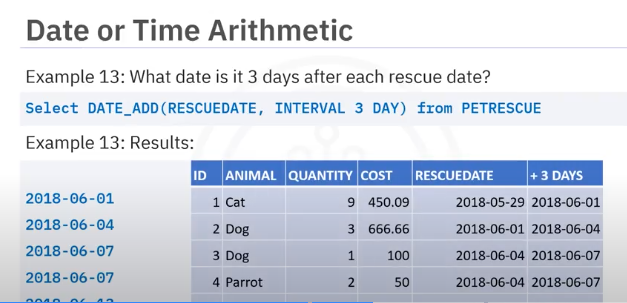 Date or Time Arithmetic
Example 13: What date is it 3 days after each rescue date?
Select DATE_ADD(RESCUEDATE, INTERVAL 3 DAY) from PETRESCUE
Example 13: Results:
2018-06-01
2018-06-04
2018-06-07
2018-06-07
ID ANIMAL QUANTITY COST RESCUEDATE + 3 DAYS
1 Cat 9 450.09 2018-05-29 2018-06-01
2 Dog 3 666.66 2018-06-01 2018-06-04
3 Dog 1 100 2018-06-04 2018-06-07
4 Parrot 2 50 2018-06-04 2018-06-07